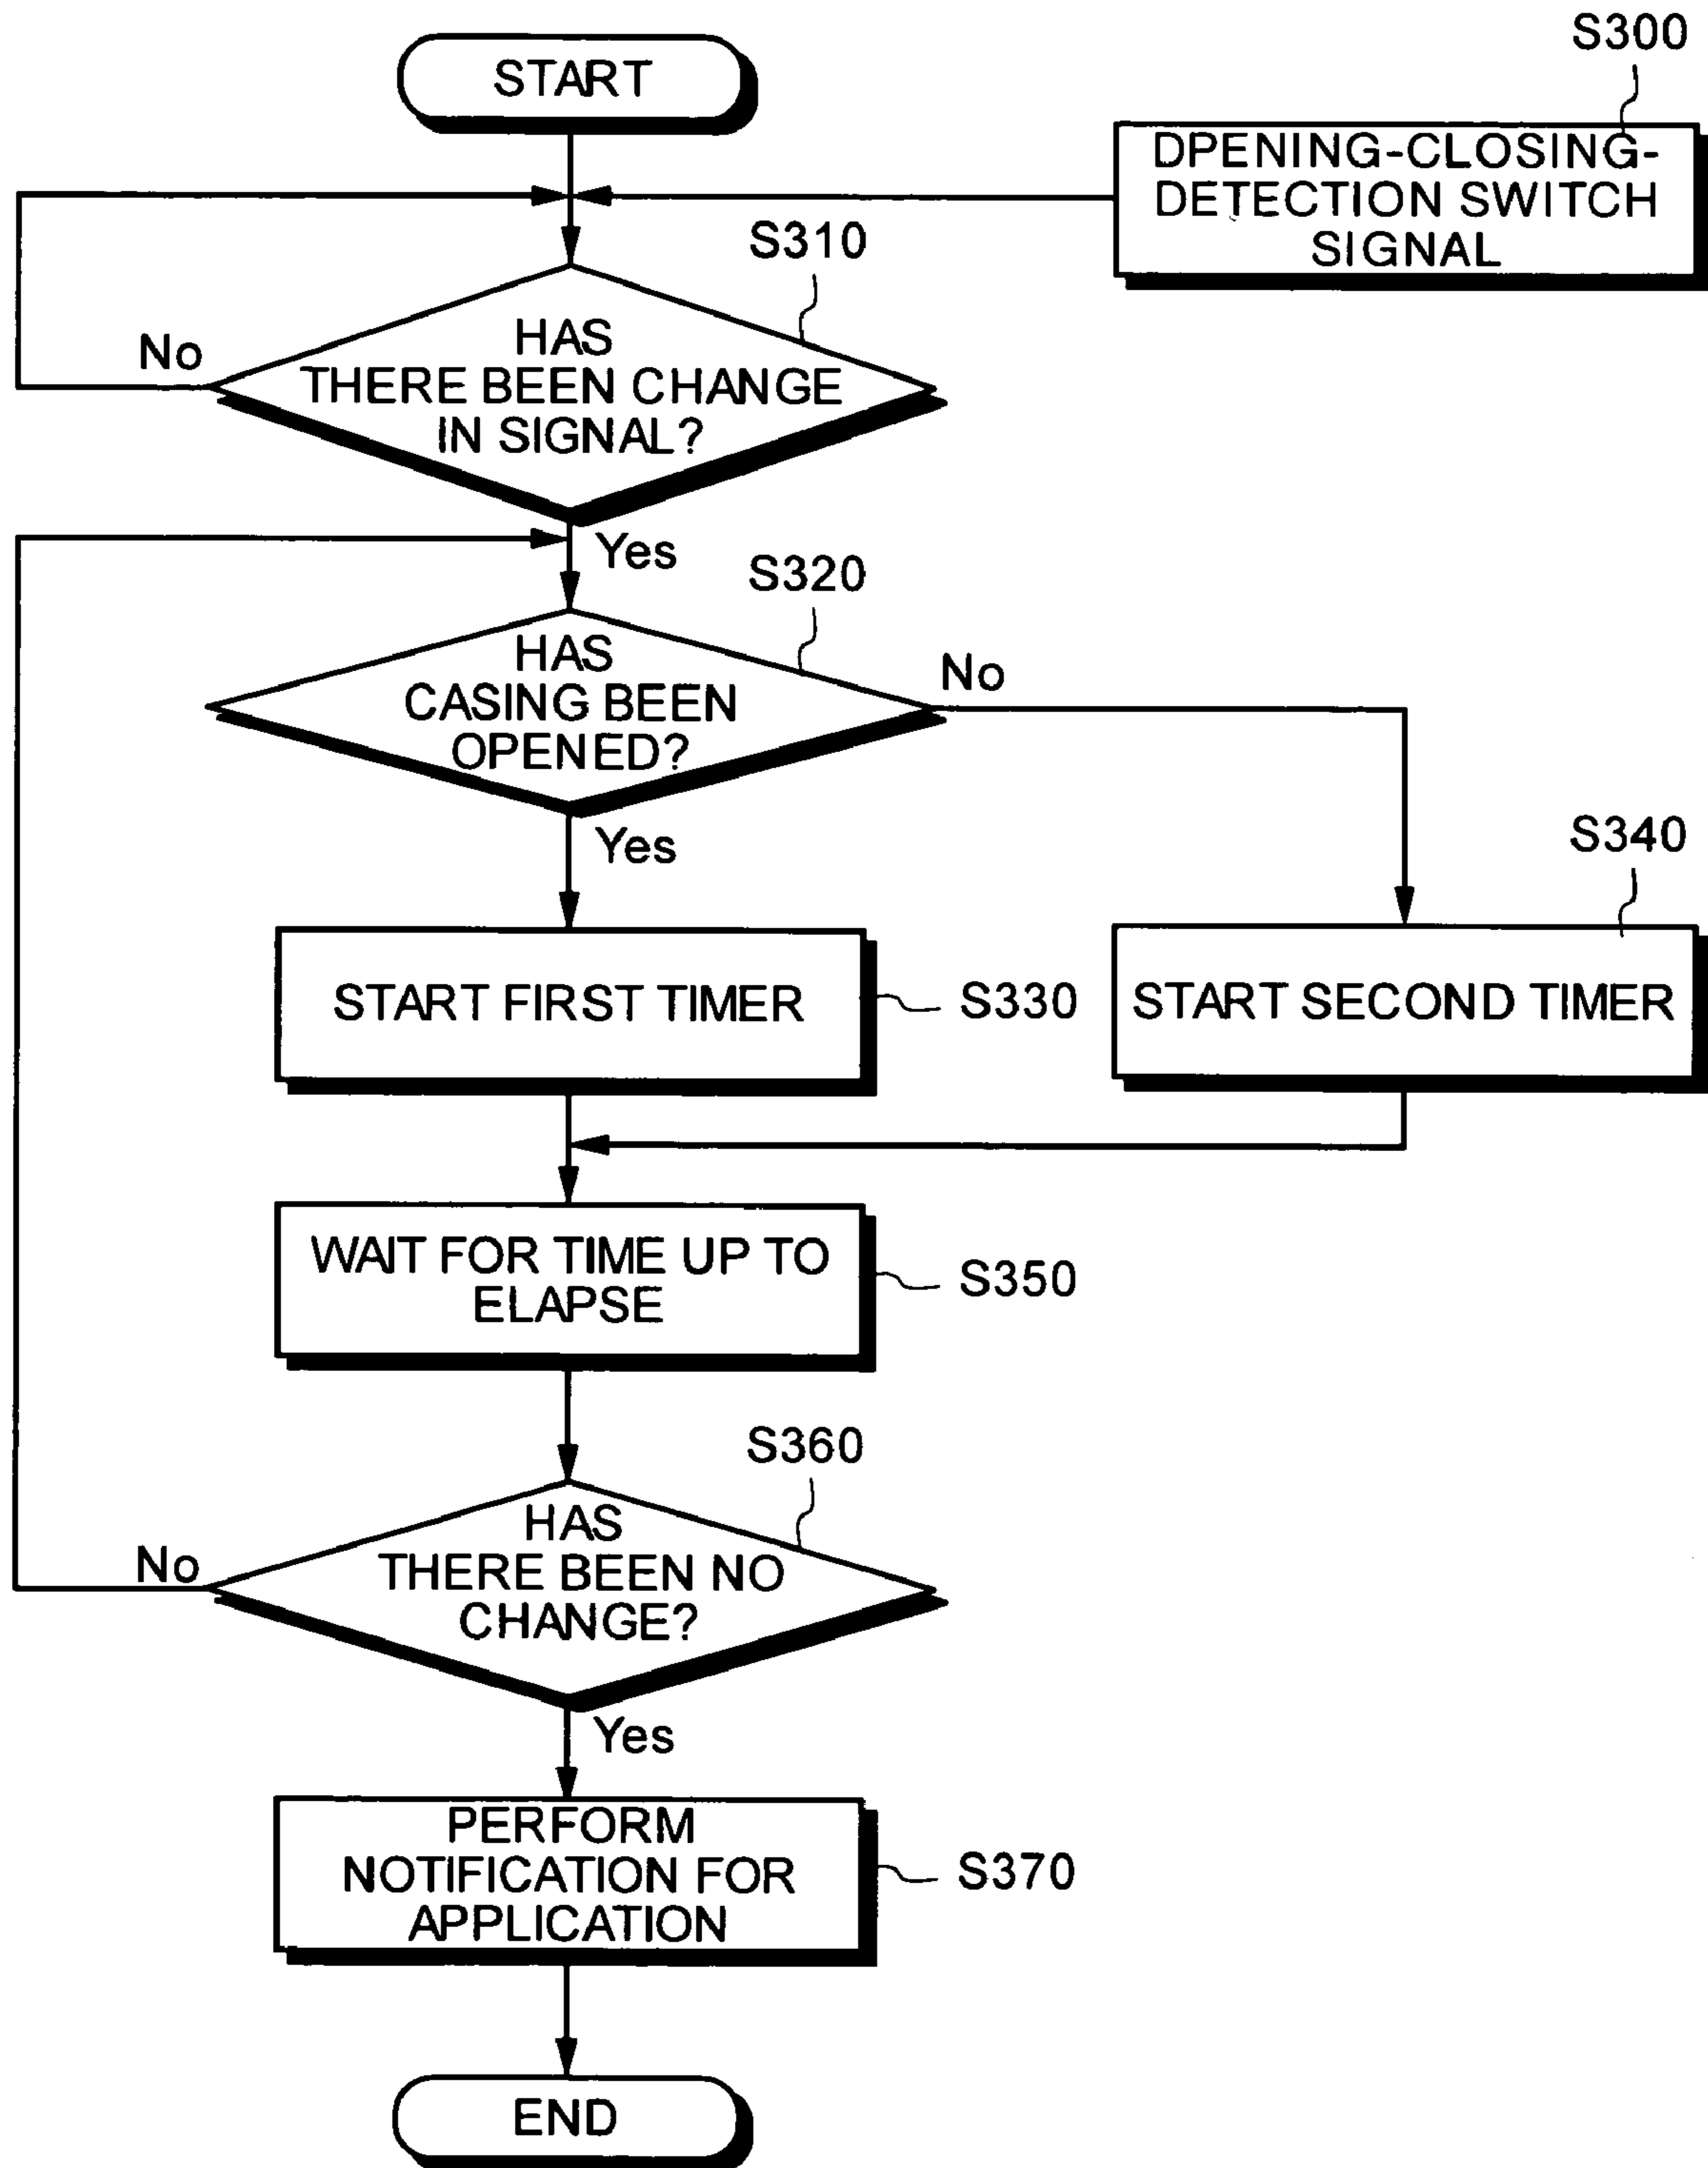 START
S300
DPENING-CLOSING-
DETECTION SWITCH
SIGNAL
S310
HAS
THERE BEEN CHANGE
IN SIGNAL?
No
Yes
S320
HAS
CASING BEEN
OPENED?
No
Yes
S340
START FIRST TIMER
S330
START SECOND TIMER
WAIT FOR TIME UP TO
ELAPSE
S350
S360
HAS
THERE BEEN NO
CHANGE?
No
Yes
PERFORM
NOTIFICATION FOR
APPLICATION
S370
END